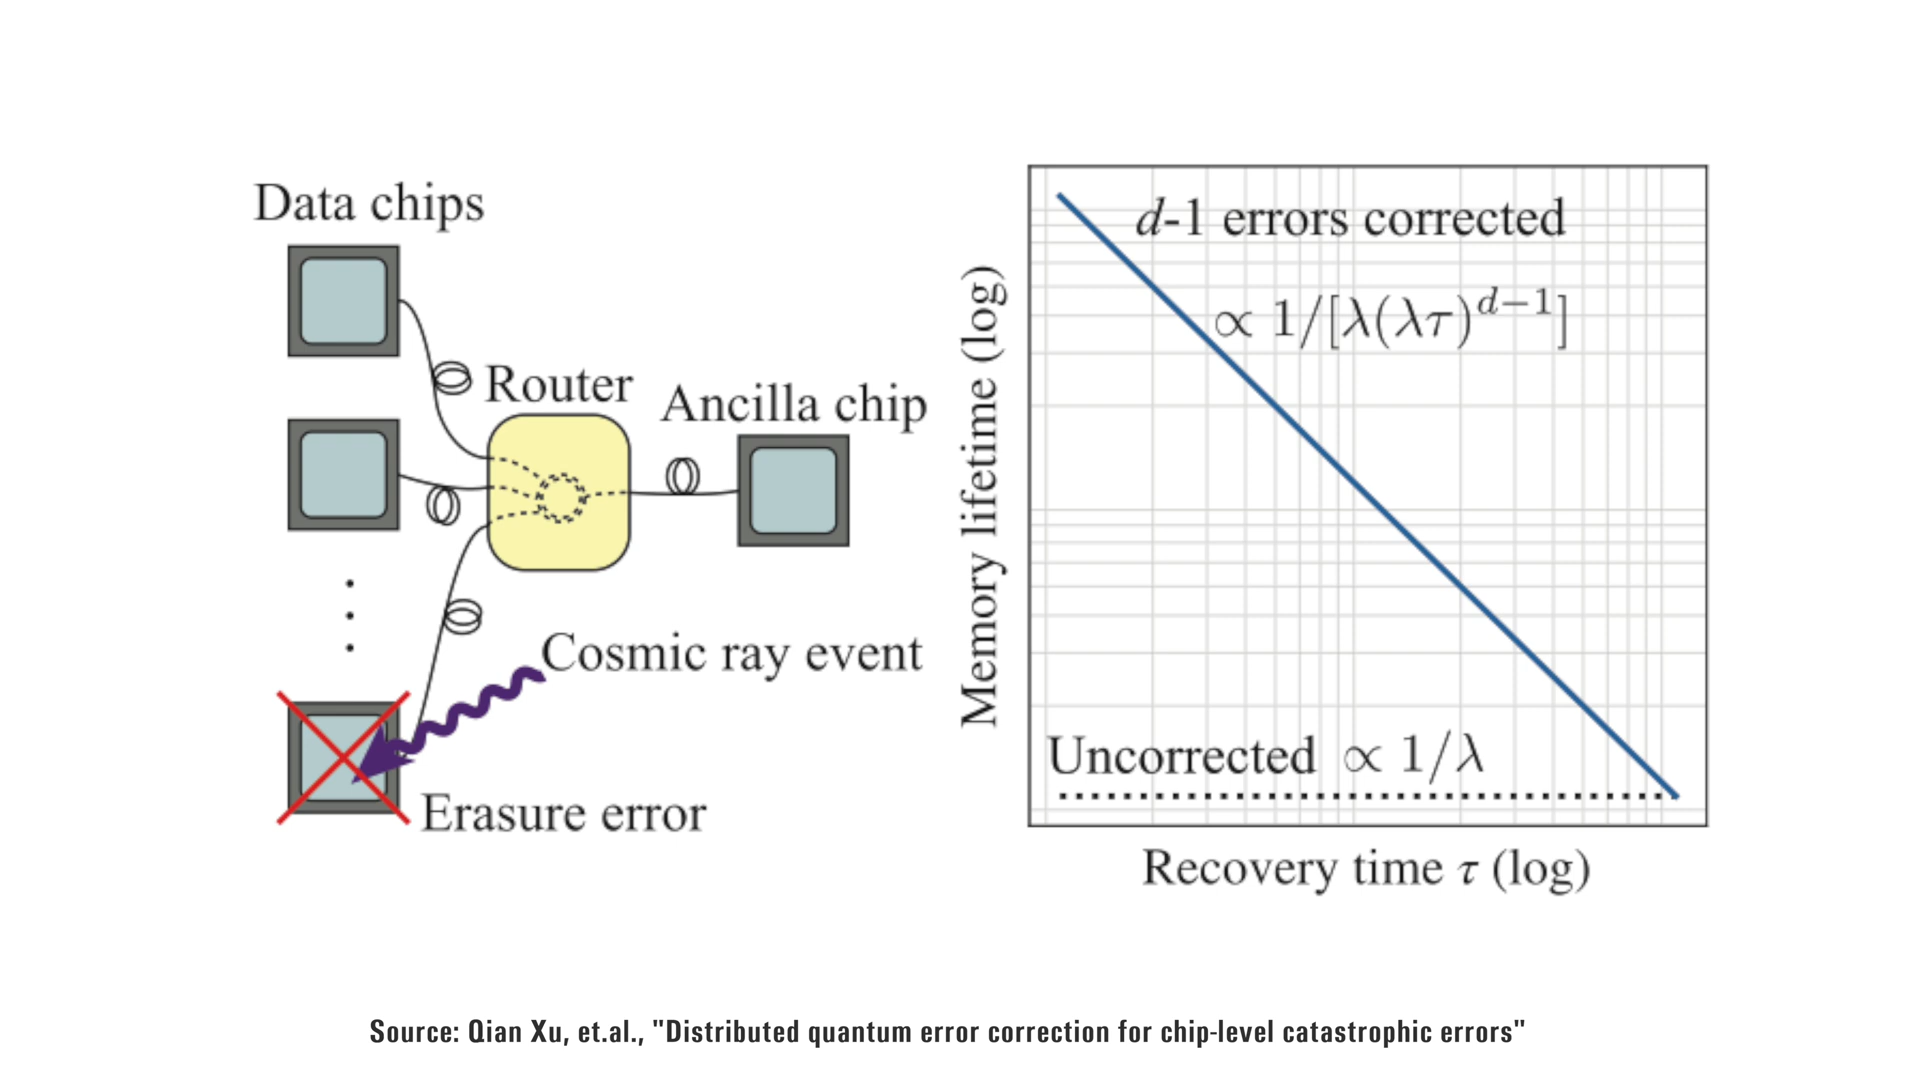 Data chips
Router
Ancilla chip
Cosmic ray event
Erasure error
Memory lifetime (log)
d-1 errors corrected
∝ 1/[λ(λτ)^{d−1}]
Uncorrected ∝ 1/λ
Recovery time τ (log)
Source: Qian Xu, et.al., "Distributed quantum error correction for chip-level catastrophic errors"